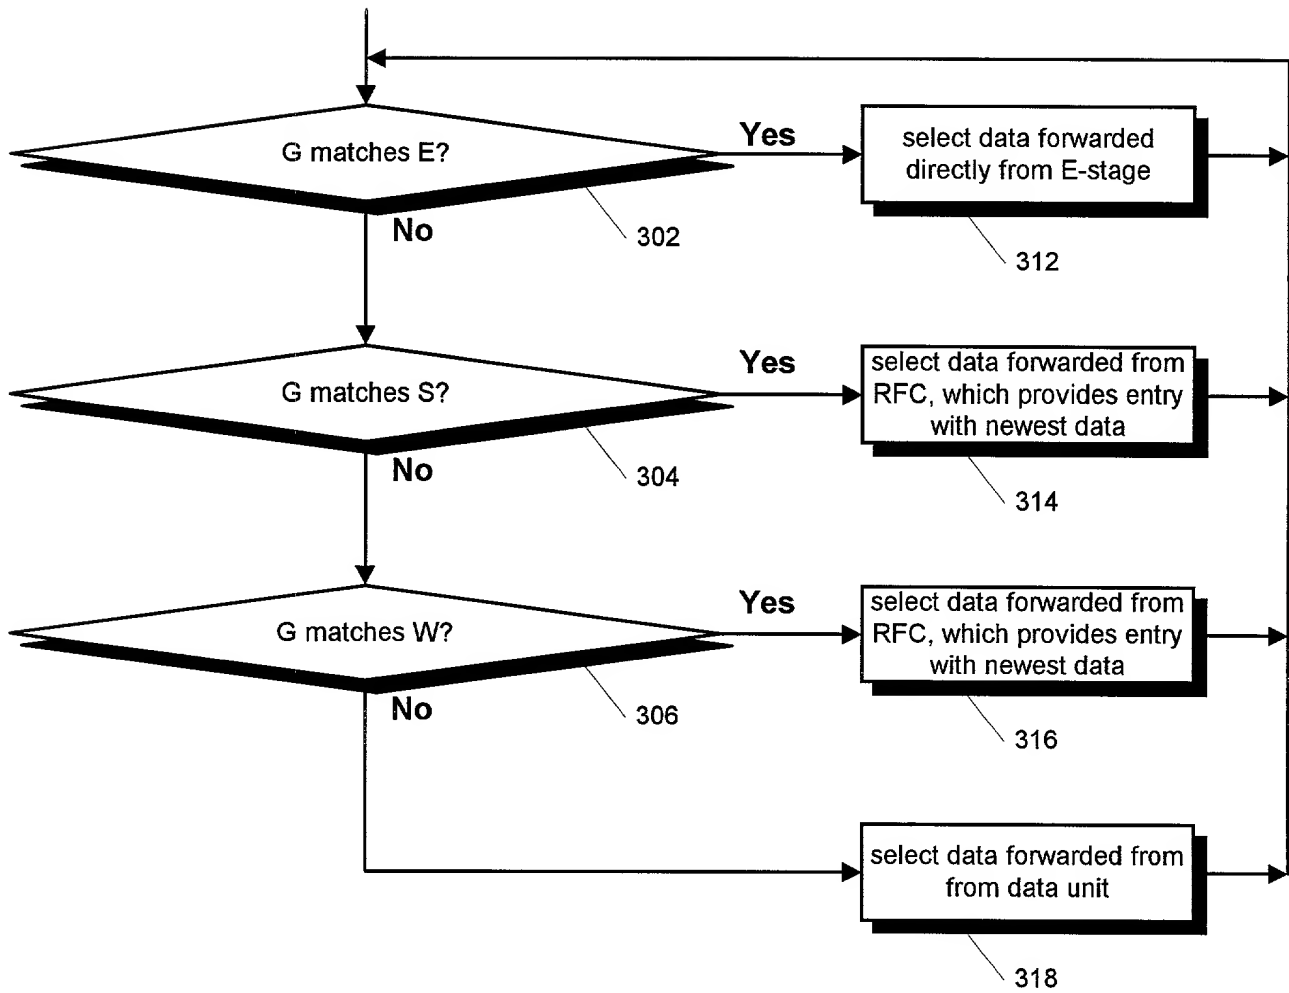 G matches E?
Yes
select data forwarded
directly from E-stage
No
302
312
G matches S?
Yes
select data forwarded from
RFC, which provides entry
with newest data
No
304
314
G matches W?
Yes
select data forwarded from
RFC, which provides entry
with newest data
No
306
316
select data forwarded from
from data unit
318